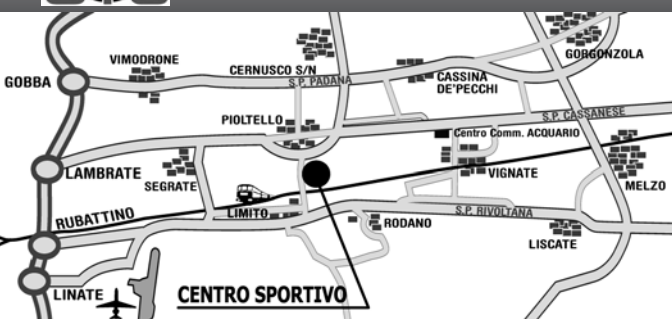 GORGONZOLA
VIMODRONE
CERNUSCO S/N
GOBBA
S.P. PADANA
CASSINA
DE'PECCHI
S.P. CASSANESE
PIOLTELLO
Centro Comm. ACQUARIO
LAMBRATE
SEGRATE
VIGNATE
MELZO
RUBATTINO
LIMITO
S.P. RIVOLTANA
RODANO
LISCATE
LINATE
CENTRO SPORTIVO